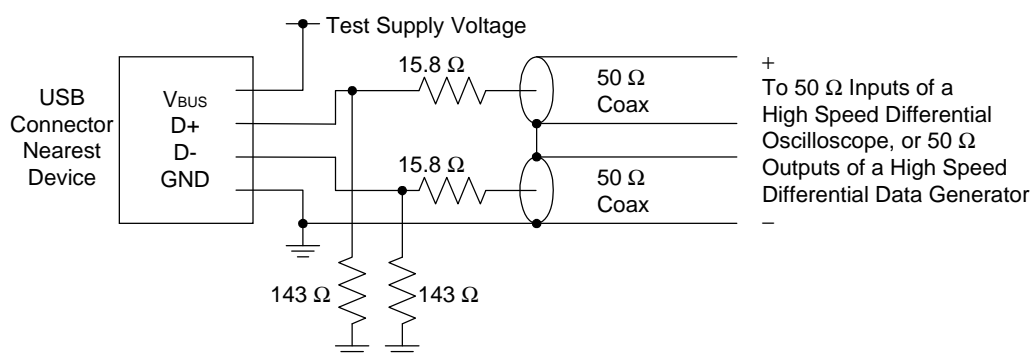 Test Supply Voltage
15.8 Ω
USB
Connector
Nearest
Device
VBUS
D+
D-
GND
50 Ω
Coax
15.8 Ω
50 Ω
Coax
+
To 50 Ω Inputs of a
High Speed Differential
Oscilloscope, or 50 Ω
Outputs of a High Speed
Differential Data Generator
−
143 Ω
143 Ω